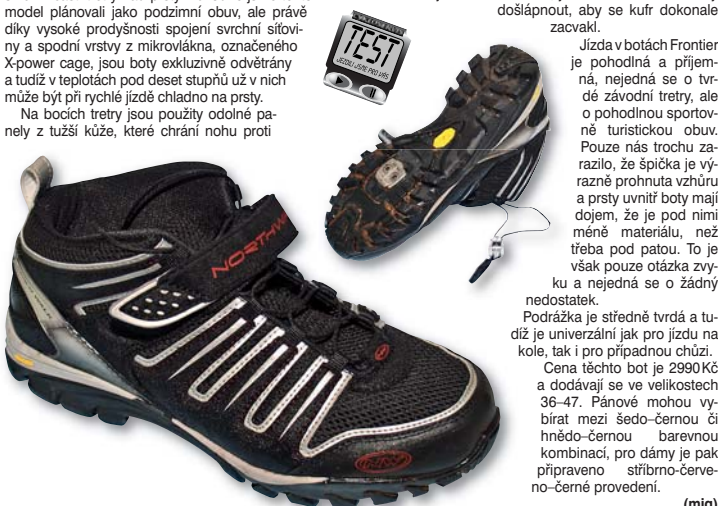 model plánovali jako podzimní obuv, ale právě
díky vysoké prodyšnosti spojení svrchní síťovi-
ny a spodní vrstvy z mikrovlákna, označeného
X-power cage, jsou boty exkluzivně odvětrány
a tudíž v teplotách pod deset stupňů už v nich
může být při rychlé jízdě chladno na prsty.
Na bocích tretry jsou použity odolné pa-
nely z tužší kůže, které chrání nohu proti
TEST
JEZDILI JSME PRO VÁS
NORTHW
došlápnout, aby se kufr dokonale
zacvakl.
Jízda v botách Frontier
je pohodlná a příjem-
ná, nejedná se o tvr-
dé závodní tretry, ale
o pohodlnou sportov-
ně turistickou obuv.
Pouze nás trochu za-
razilo, že špička je vý-
razně prohnuta vzhůru
a prsty uvnitř boty mají
dojem, že je pod nimi
méně materiálu, než
třeba pod patou. To je
však pouze otázka zvy-
ku a nejedná se o žádný
nedostatek.
Podrážka je středně tvrdá a tu-
díž je univerzální jak pro jízdu na
kole, tak i pro případnou chůzi.
Cena těchto bot je 2990 Kč
a dodávají se ve velikostech
36–47. Pánové mohou vy-
bírat mezi šedo–černou či
hnědo–černou barevnou
kombinací, pro dámy je pak
připraveno stříbrno-červe-
no–černé provedení.
(mig)